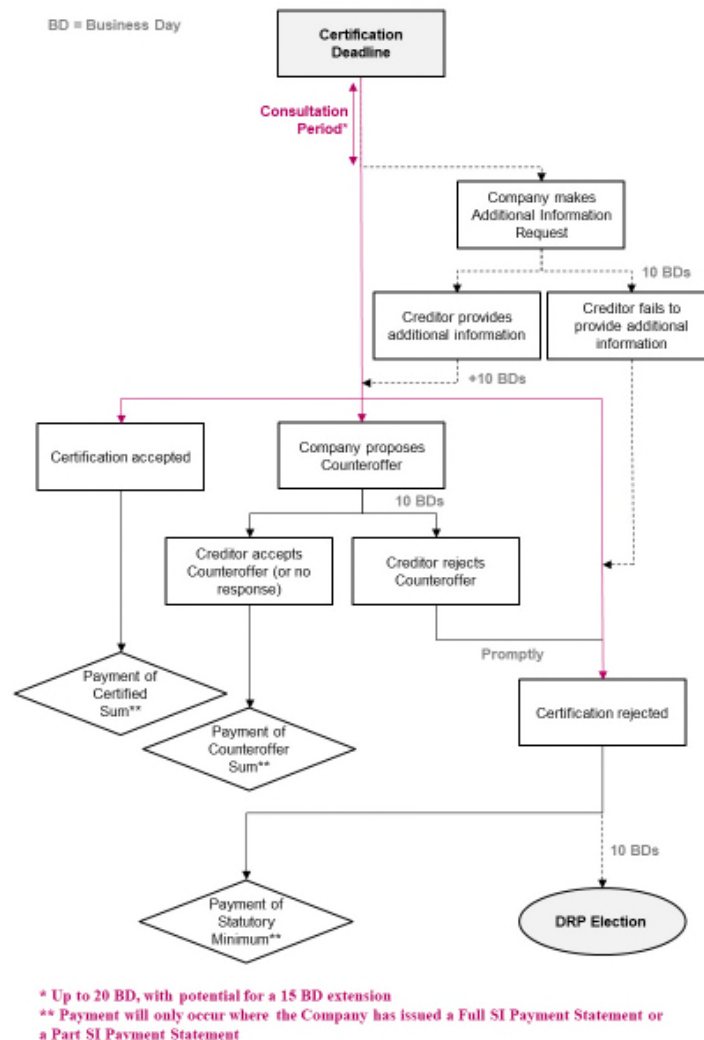 BD = Business Day
Certification
Deadline
Consultation
Period*
Company makes
Additional Information
Request
10 BDs
Creditor provides
additional information
Creditor fails to
provide additional
information
+10 BDs
Certification accepted
Company proposes
Counteroffer
10 BDs
Creditor accepts
Counteroffer (or no
response)
Creditor rejects
Counteroffer
Promptly
Payment of
Certified
Sum**
Certification rejected
Payment of
Counteroffer
Sum**
10 BDs
Payment of
Statutory
Minimum**
DRP Election
* Up to 20 BD, with potential for a 15 BD extension
** Payment will only occur where the Company has issued a Full SI Payment Statement or
a Part SI Payment Statement